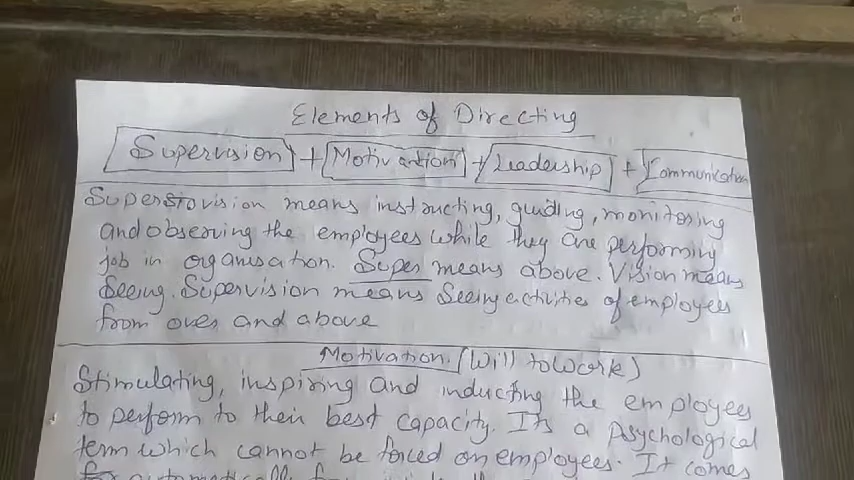 Elements of Directing
Supervision + Motivation + Leadership + Communication
Superstovision means instructing, guiding, monitoring
and observing the employees while they are performing
job in organisation. Super means above. Vision means
Seeing. Supervision means Seeing activities of employees
from over and above
Motivation (Will to Work)
Stimulating, inspiring and inducting the employees
to perform to their best capacity. Its a psychological
term which cannot be forced on employees. It comes
automatically